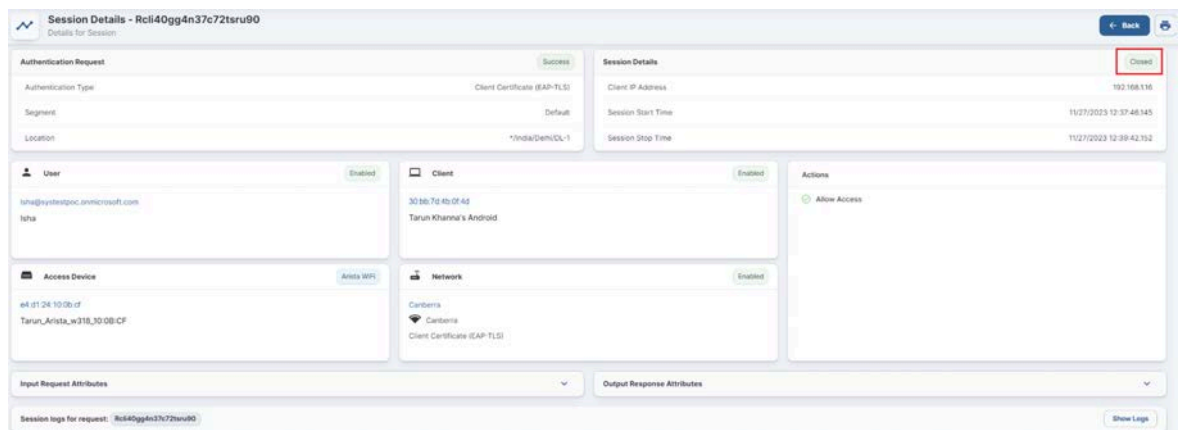 Session Details - Rcli40gg4n37c72tsru90
Details for Session
← Back
Authentication Request
Success
Authentication Type
Client Certificate (EAP-TLS)
Segment
Default
Location
*/India/Delhi/DL-1
Session Details
Closed
Client IP Address
192.168.1.16
Session Start Time
11/27/2023 12:37:46.145
Session Stop Time
11/27/2023 12:39:42.152
User
Enabled
Isha@systestpoc.onmicrosoft.com
Isha
Client
Enabled
30:bb:7d:4b:0f:4d
Tarun Khanna's Android
Actions
Allow Access
Access Device
Arista WiFi
e4:d1:24:10:0b:cf
Tarun_Arista_w318_10:0B:CF
Network
Enabled
Canberra
Canberra
Client Certificate (EAP-TLS)
Input Request Attributes
Output Response Attributes
Session logs for request: Rcli40gg4n37c72tsru90
Show Logs